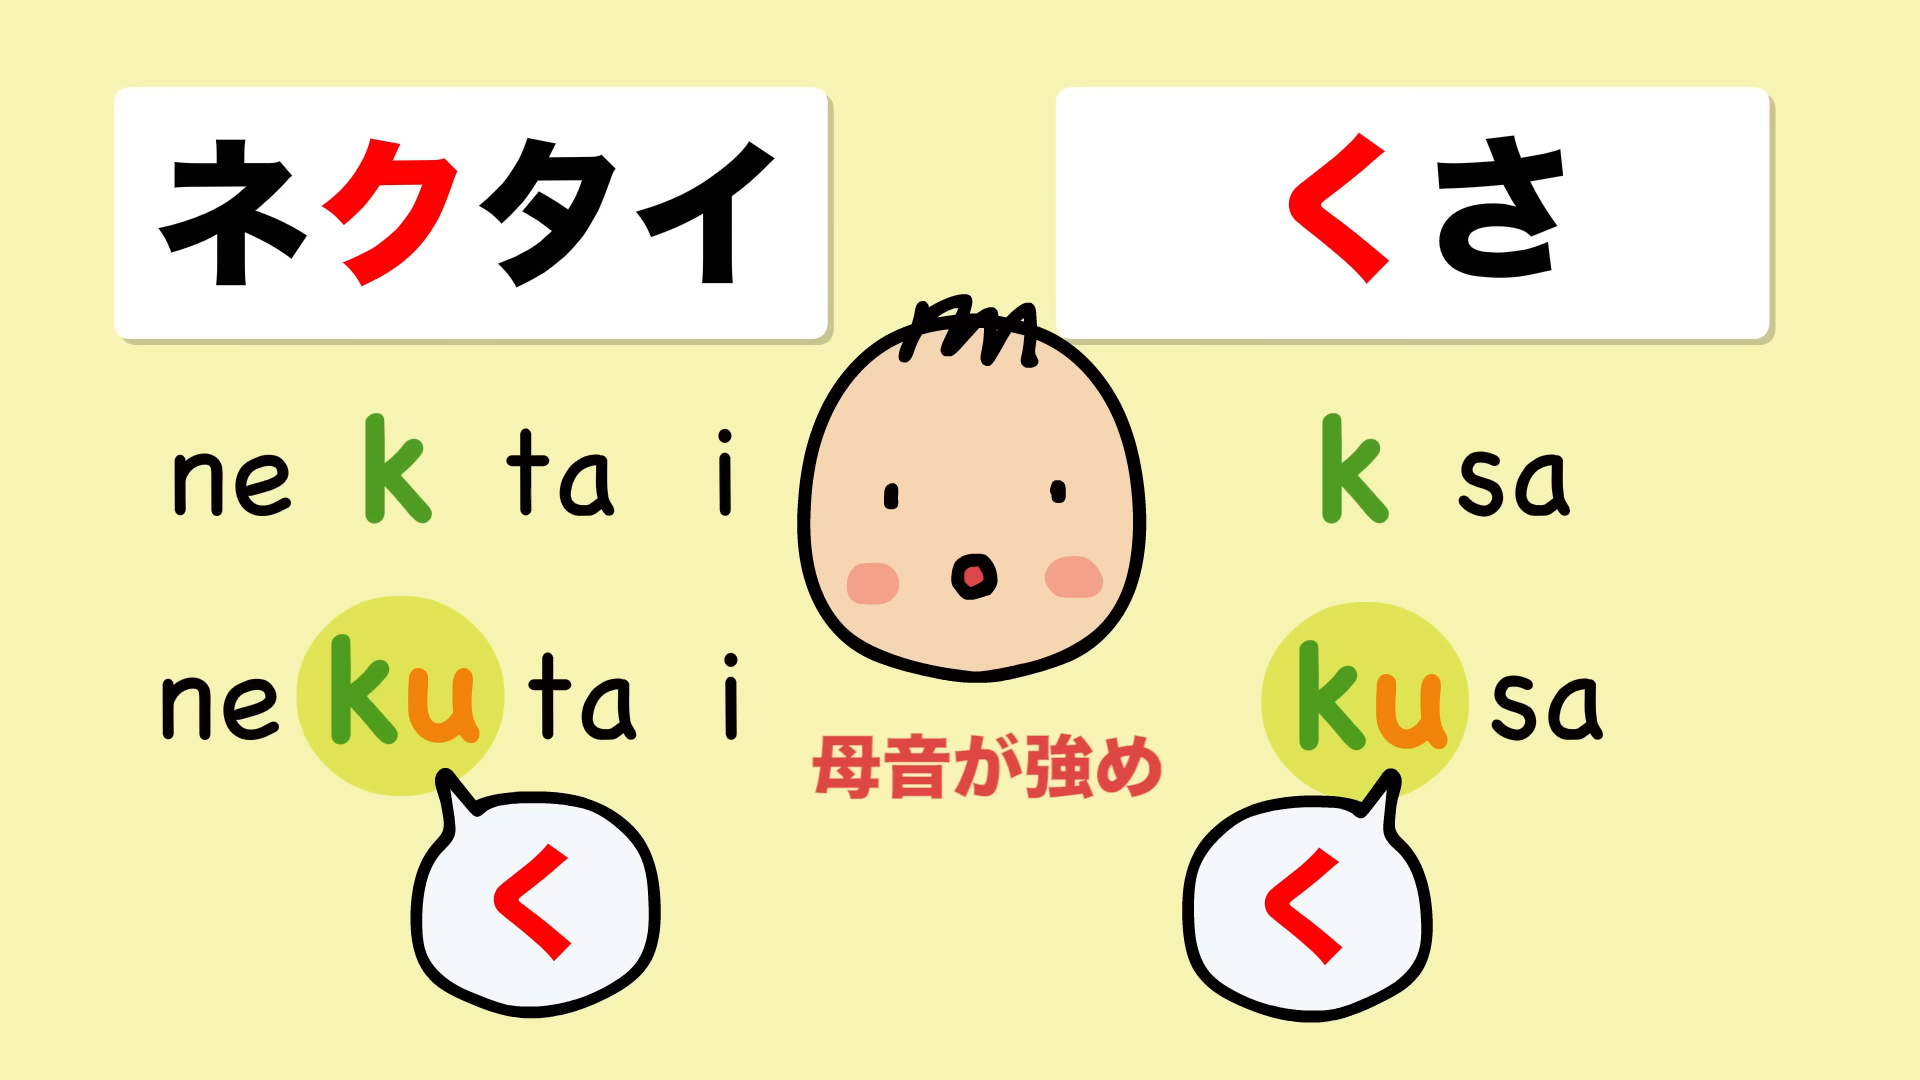 ネクタイ
くさ
ne k ta i
k sa
ne ku ta i
ku sa
母音が強め
く
く